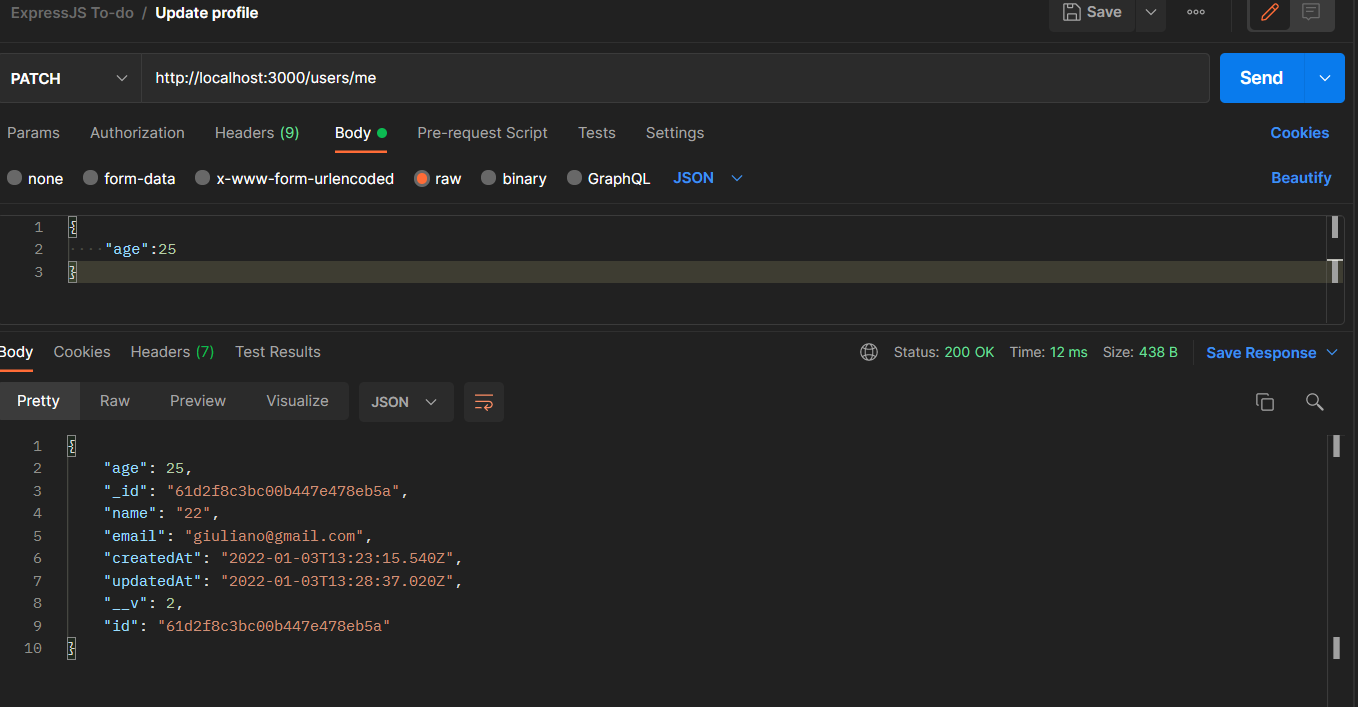 ExpressJS To-do / Update profile
Save
PATCH
http://localhost:3000/users/me
Send
Params Authorization Headers (9) Body Pre-request Script Tests Settings Cookies
none form-data x-www-form-urlencoded raw binary GraphQL JSON Beautify
1 {
2 ····"age":25
3 }
Body Cookies Headers (7) Test Results Status: 200 OK Time: 12 ms Size: 438 B Save Response
Pretty Raw Preview Visualize JSON
1 {
2 "age": 25,
3 "_id": "61d2f8c3bc00b447e478eb5a",
4 "name": "22",
5 "email": "giuliano@gmail.com",
6 "createdAt": "2022-01-03T13:23:15.540Z",
7 "updatedAt": "2022-01-03T13:28:37.020Z",
8 "__v": 2,
9 "id": "61d2f8c3bc00b447e478eb5a"
10 }